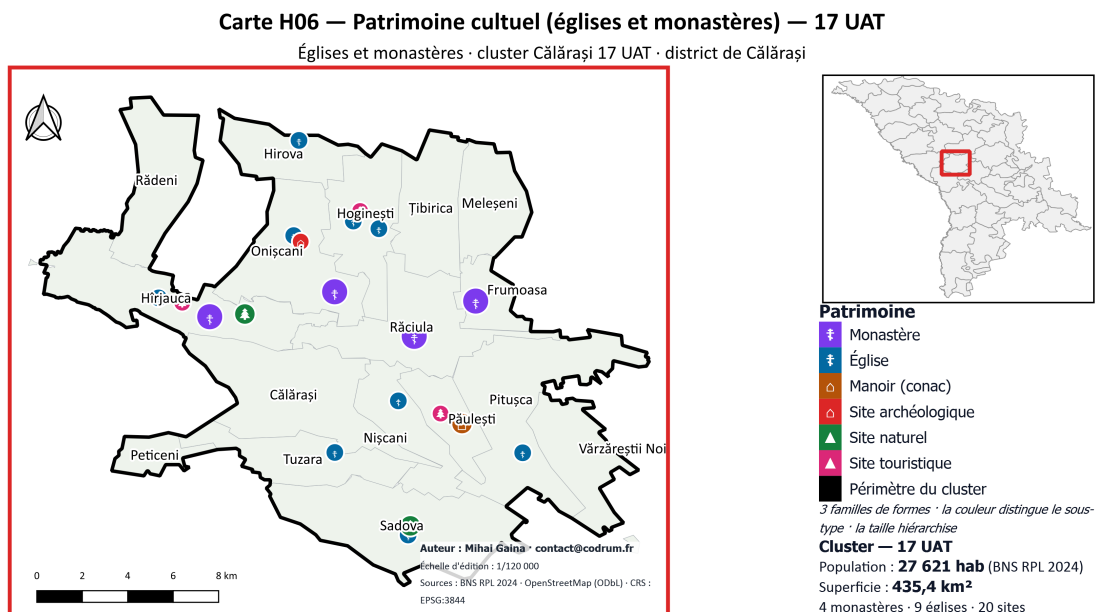 Carte H06 — Patrimoine cultuel (églises et monastères) — 17 UAT
Églises et monastères · cluster Călărași 17 UAT · district de Călărași
Hirova
Rădeni
Hoginești
Țibirica
Meleșeni
Onișcani
Frumoasa
Hîrjauca
Răciula
Călărași
Pitușca
Păulești
Nișcani
Vărzăreștii Noi
Peticeni
Tuzara
Sadova
Auteur : Mihai Gaina · contact@codrum.fr
Échelle d'édition : 1/120 000
Sources : BNS RPL 2024 · OpenStreetMap (ODbL) · CRS :
EPSG:3844
0 2 4 6 8 km
Patrimoine
Monastère
Église
Manoir (conac)
Site archéologique
Site naturel
Site touristique
Périmètre du cluster
3 familles de formes · la couleur distingue le sous-
type · la taille hiérarchise
Cluster — 17 UAT
Population : 27 621 hab (BNS RPL 2024)
Superficie : 435,4 km²
4 monastères · 9 églises · 20 sites